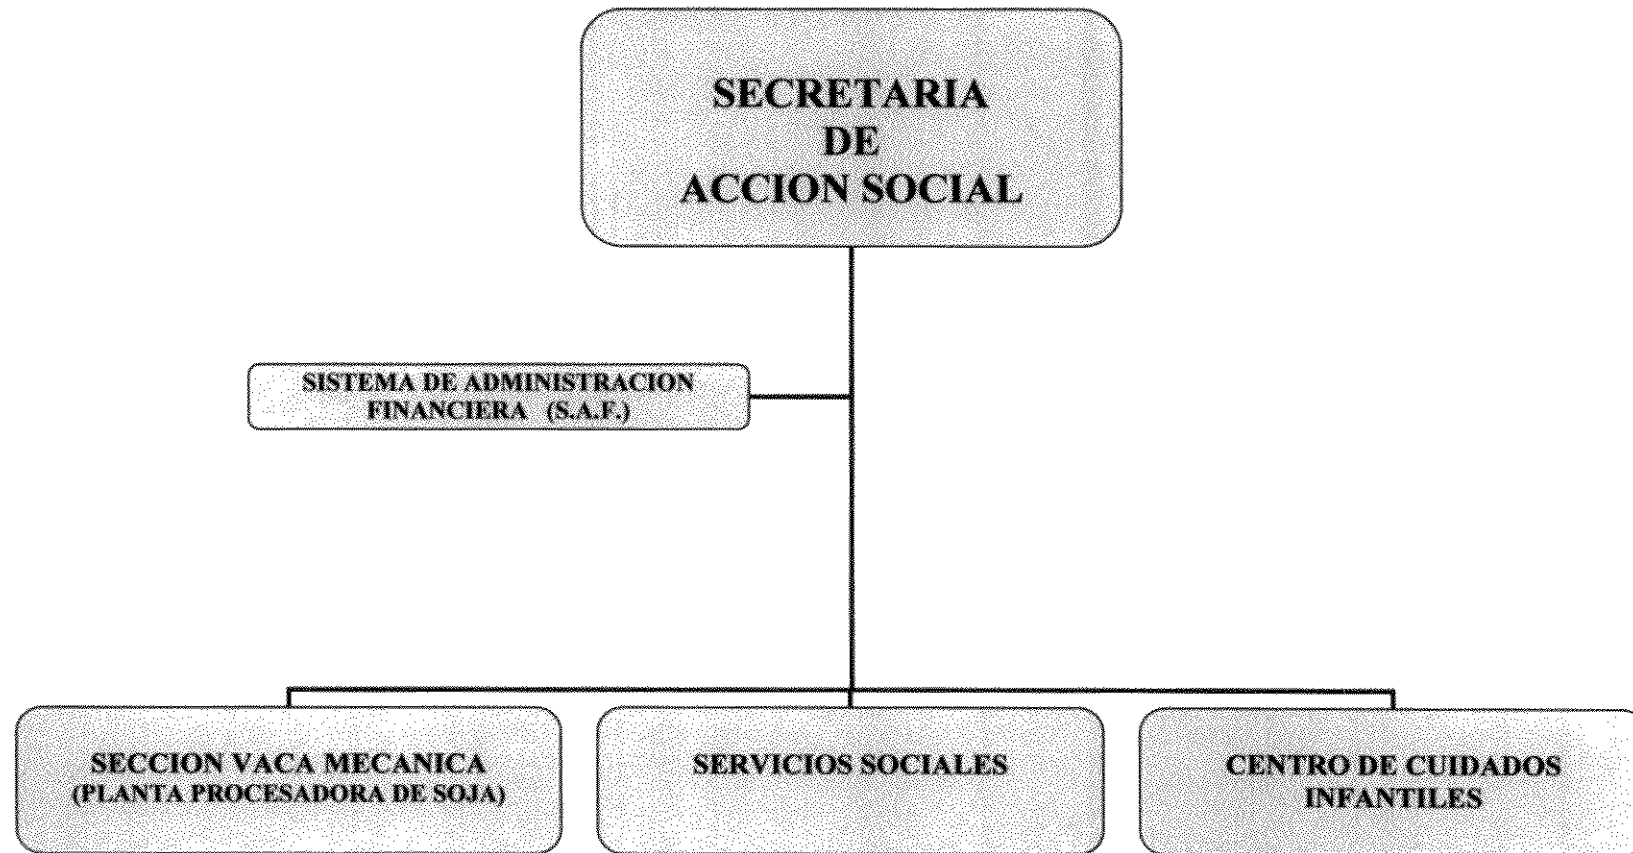 SECRETARIA
DE
ACCION SOCIAL
SISTEMA DE ADMINISTRACION
FINANCIERA (S.A.F.)
SECCION VACA MECANICA
(PLANTA PROCESADORA DE SOJA)
SERVICIOS SOCIALES
CENTRO DE CUIDADOS
INFANTILES